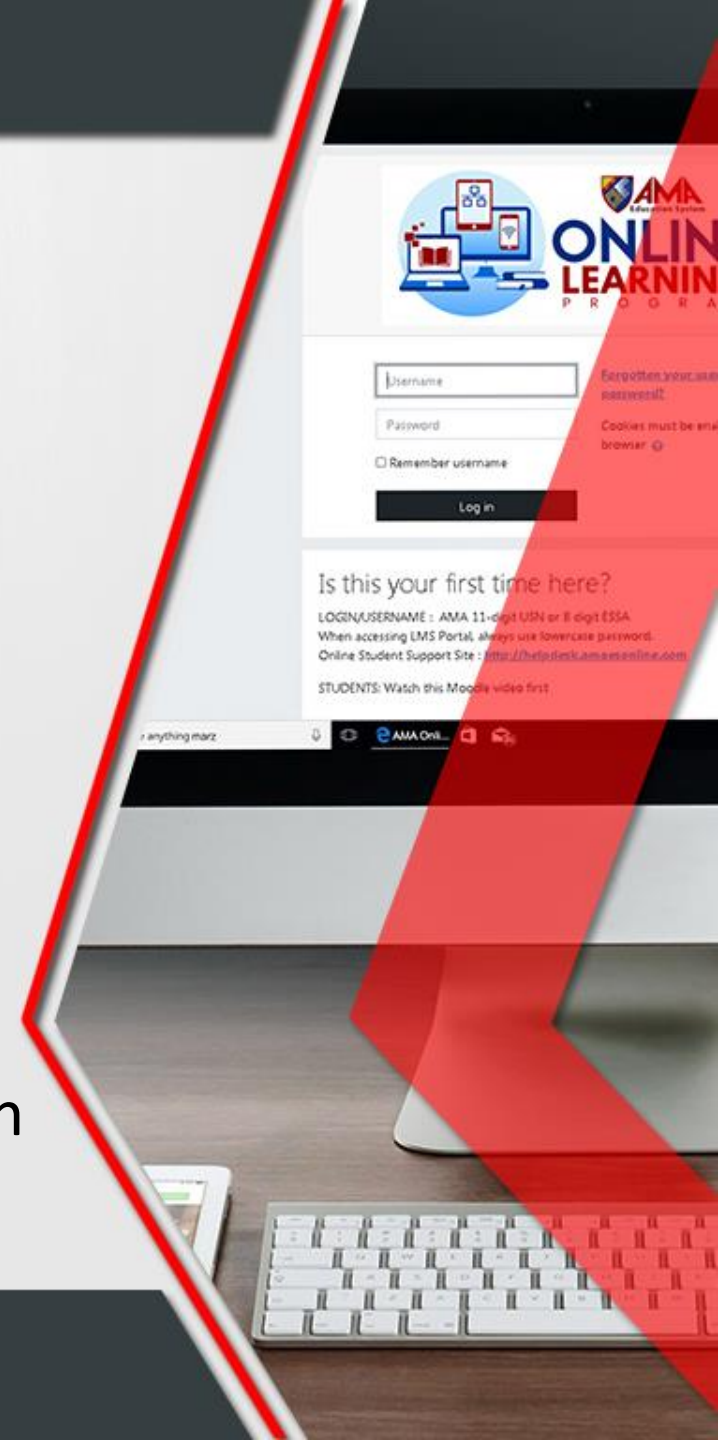 AMA
Education System
ONLIN
LEARNIN
P R O G R A
Username
Forgotten your user
password?
Password
Cookies must be ena
browser
Remember username
Log in
Is this your first time here?
LOGIN/USERNAME : AMA 11-digit USN or 8 digit ESSA
When accessing LMS Portal, always use lowercase password.
Online Student Support Site : http://helpdesk.amaesonline.com
STUDENTS: Watch this Moodle video first
r anything marz
AMA Onli...
n